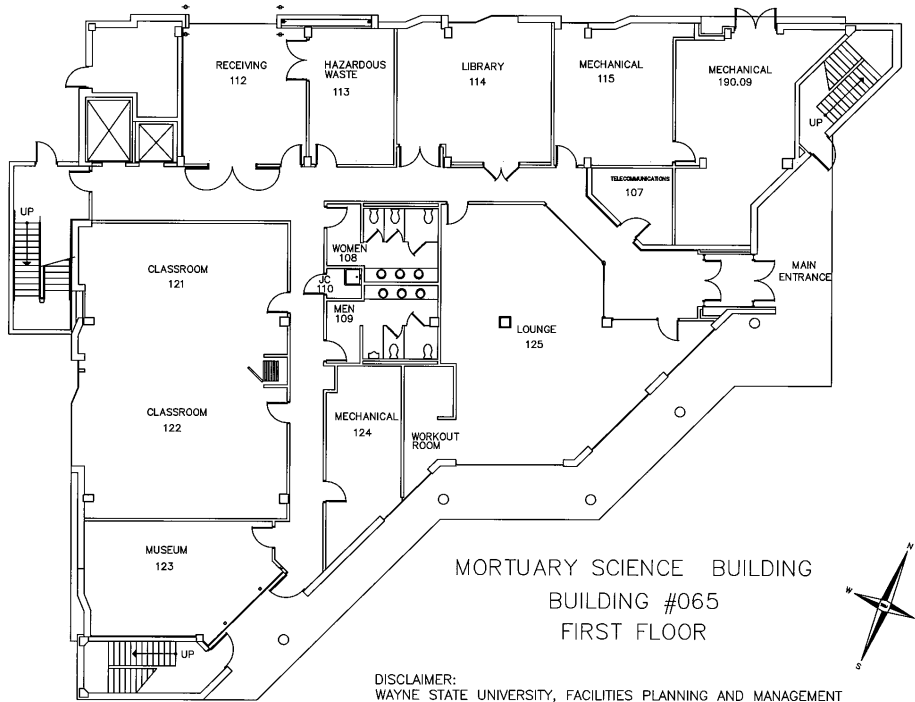 RECEIVING
112
HAZARDOUS
WASTE
113
LIBRARY
114
MECHANICAL
115
MECHANICAL
190.09
UP
TELECOMMUNICATIONS
107
UP
CLASSROOM
121
WOMEN
108
JC
110
MEN
109
MAIN
ENTRANCE
LOUNGE
125
CLASSROOM
122
MECHANICAL
124
WORKOUT
ROOM
MUSEUM
123
UP
MORTUARY SCIENCE BUILDING
BUILDING #065
FIRST FLOOR
N
W
E
S
DISCLAIMER:
WAYNE STATE UNIVERSITY, FACILITIES PLANNING AND MANAGEMENT